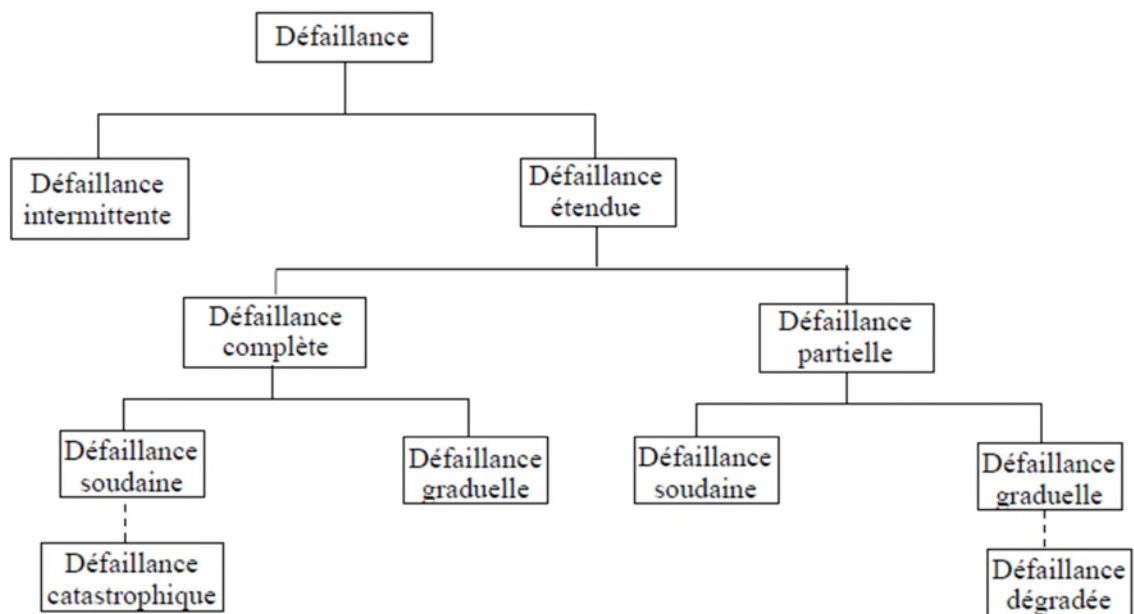 Défaillance
Défaillance
intermittente
Défaillance
étendue
Défaillance
complète
Défaillance
partielle
Défaillance
soudaine
Défaillance
graduelle
Défaillance
soudaine
Défaillance
graduelle
Défaillance
catastrophique
Défaillance
dégradée